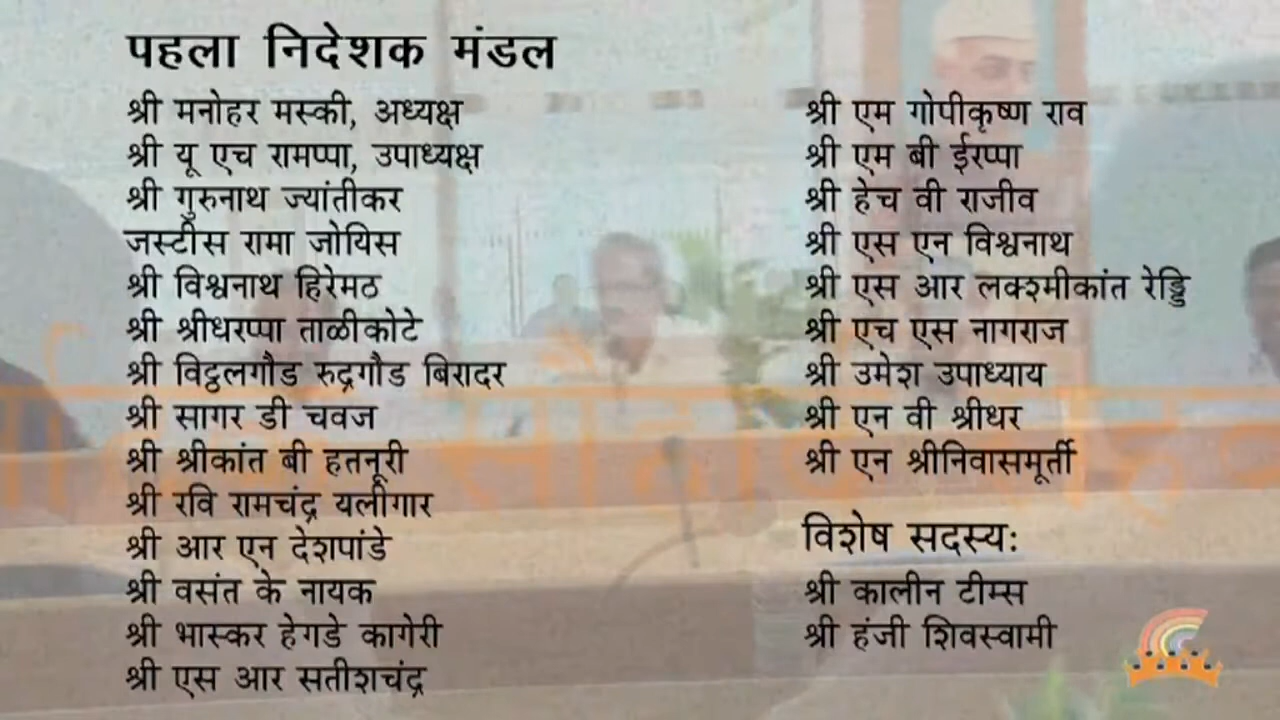 पहला निदेशक मंडल
श्री मनोहर मस्की, अध्यक्ष
श्री यू एच रामप्पा, उपाध्यक्ष
श्री गुरुनाथ ज्यांतीकर
जस्टीस रामा जोयिस
श्री विश्वनाथ हिरेमठ
श्री श्रीधरप्पा ताळीकोटे
श्री विट्ठलगौड रुद्रगौड बिरादर
श्री सागर डी चवज
श्री श्रीकांत बी हतनूरी
श्री रवि रामचंद्र यलीगार
श्री आर एन देशपांडे
श्री वसंत के नायक
श्री भास्कर हेगडे कागेरी
श्री एस आर सतीशचंद्र
श्री एम गोपीकृष्ण राव
श्री एम बी ईरप्पा
श्री हेच वी राजीव
श्री एस एन विश्वनाथ
श्री एस आर लक्श्मीकांत रेड्डि
श्री एच एस नागराज
श्री उमेश उपाध्याय
श्री एन वी श्रीधर
श्री एन श्रीनिवासमूर्ती
विशेष सदस्य:
श्री कालीन टीम्स
श्री हंजी शिवस्वामी